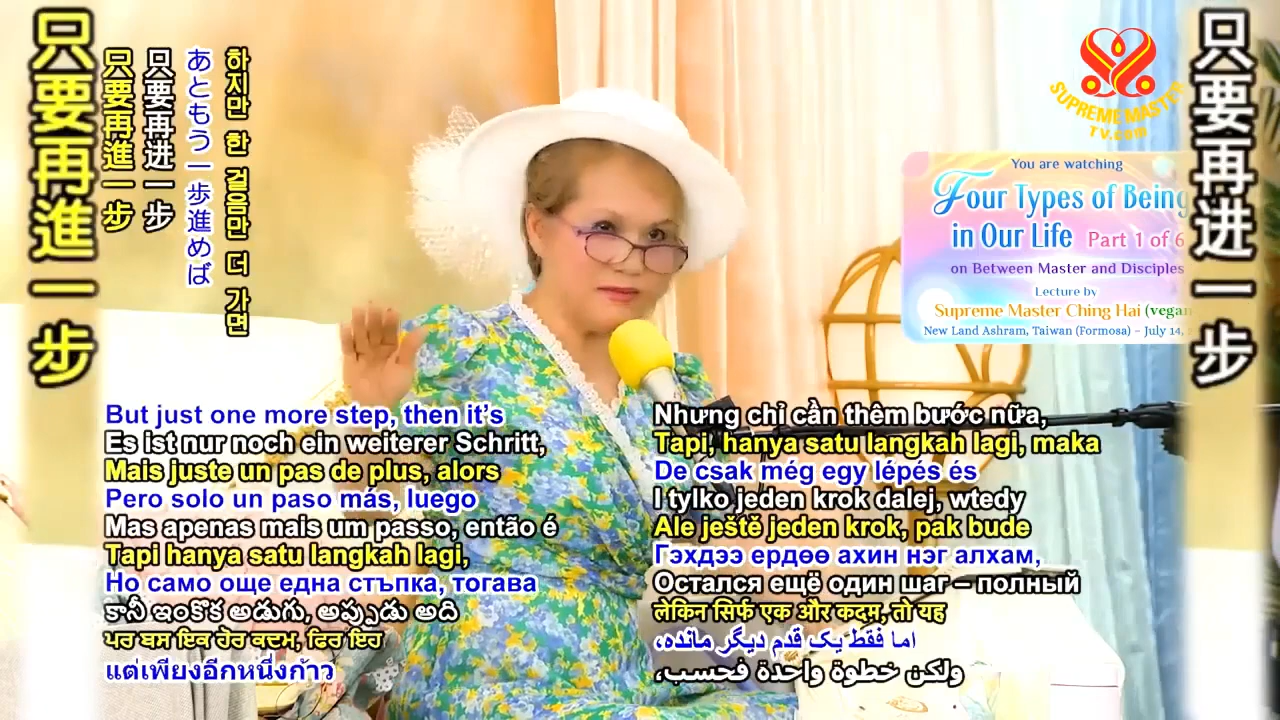 只要再進一步
只要再進一步
只要再进一步
あともう一歩進めば
하지만 한 걸음만 더 가면
SUPREME MASTER
TV.com
You are watching
Four Types of Being
in Our Life Part 1 of 6
on Between Master and Disciples
Lecture by
Supreme Master Ching Hai (vegan
New Land Ashram, Taiwan (Formosa) – July 14,
只要再进一步
But just one more step, then it’s
Es ist nur noch ein weiterer Schritt,
Mais juste un pas de plus, alors
Pero solo un paso más, luego
Mas apenas mais um passo, então é
Tapi hanya satu langkah lagi,
Но само още една стъпка, тогава
కానీ ఇంకొక అడుగు, అప్పుడు అది
ਪਰ ਬਸ ਇਕ ਹੋਰ ਕਦਮ, ਫਿਰ ਇਹ
แต่เพียงอีกหนึ่งก้าว
Nhưng chỉ cần thêm bước nữa,
Tapi, hanya satu langkah lagi, maka
De csak még egy lépés és
I tylko jeden krok dalej, wtedy
Ale ještě jeden krok, pak bude
Гэхдээ ердөө ахин нэг алхам,
Остался ещё один шаг – полный
लेकिन सिर्फ एक और कदम, तो यह
اما فقط یک قدم دیگر مانده،
ولكن خطوة واحدة فحسب،